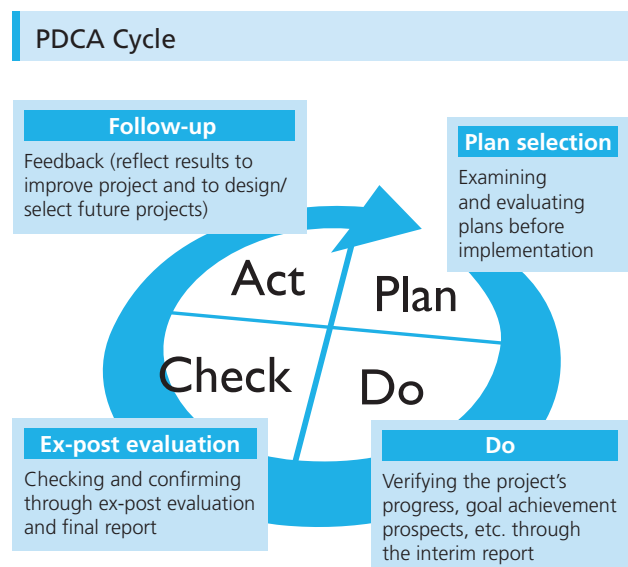 PDCA Cycle
Follow-up
Feedback (reflect results to
improve project and to design/
select future projects)
Plan selection
Examining
and evaluating
plans before
implementation
Act
Plan
Check
Do
Ex-post evaluation
Checking and confirming
through ex-post evaluation
and final report
Do
Verifying the project's
progress, goal achievement
prospects, etc. through
the interim report